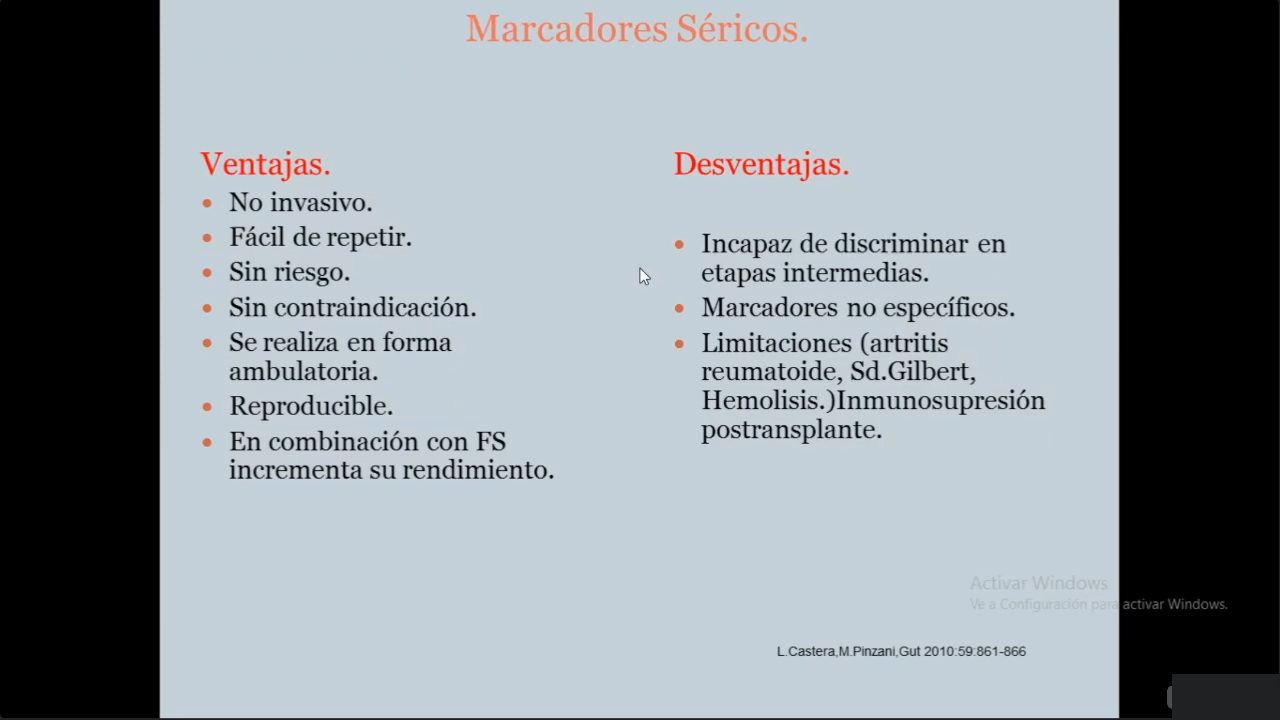 Marcadores Séricos.
Ventajas.
• No invasivo.
• Fácil de repetir.
• Sin riesgo.
• Sin contraindicación.
• Se realiza en forma
ambulatoria.
• Reproducible.
• En combinación con FS
incrementa su rendimiento.
Desventajas.
• Incapaz de discriminar en
etapas intermedias.
• Marcadores no específicos.
• Limitaciones (artritis
reumatoide, Sd.Gilbert,
Hemolisis.)Inmunosupresión
postransplante.
Activar Windows
Ve a Configuración para activar Windows.
L.Castera,M.Pinzani,Gut 2010:59:861-866